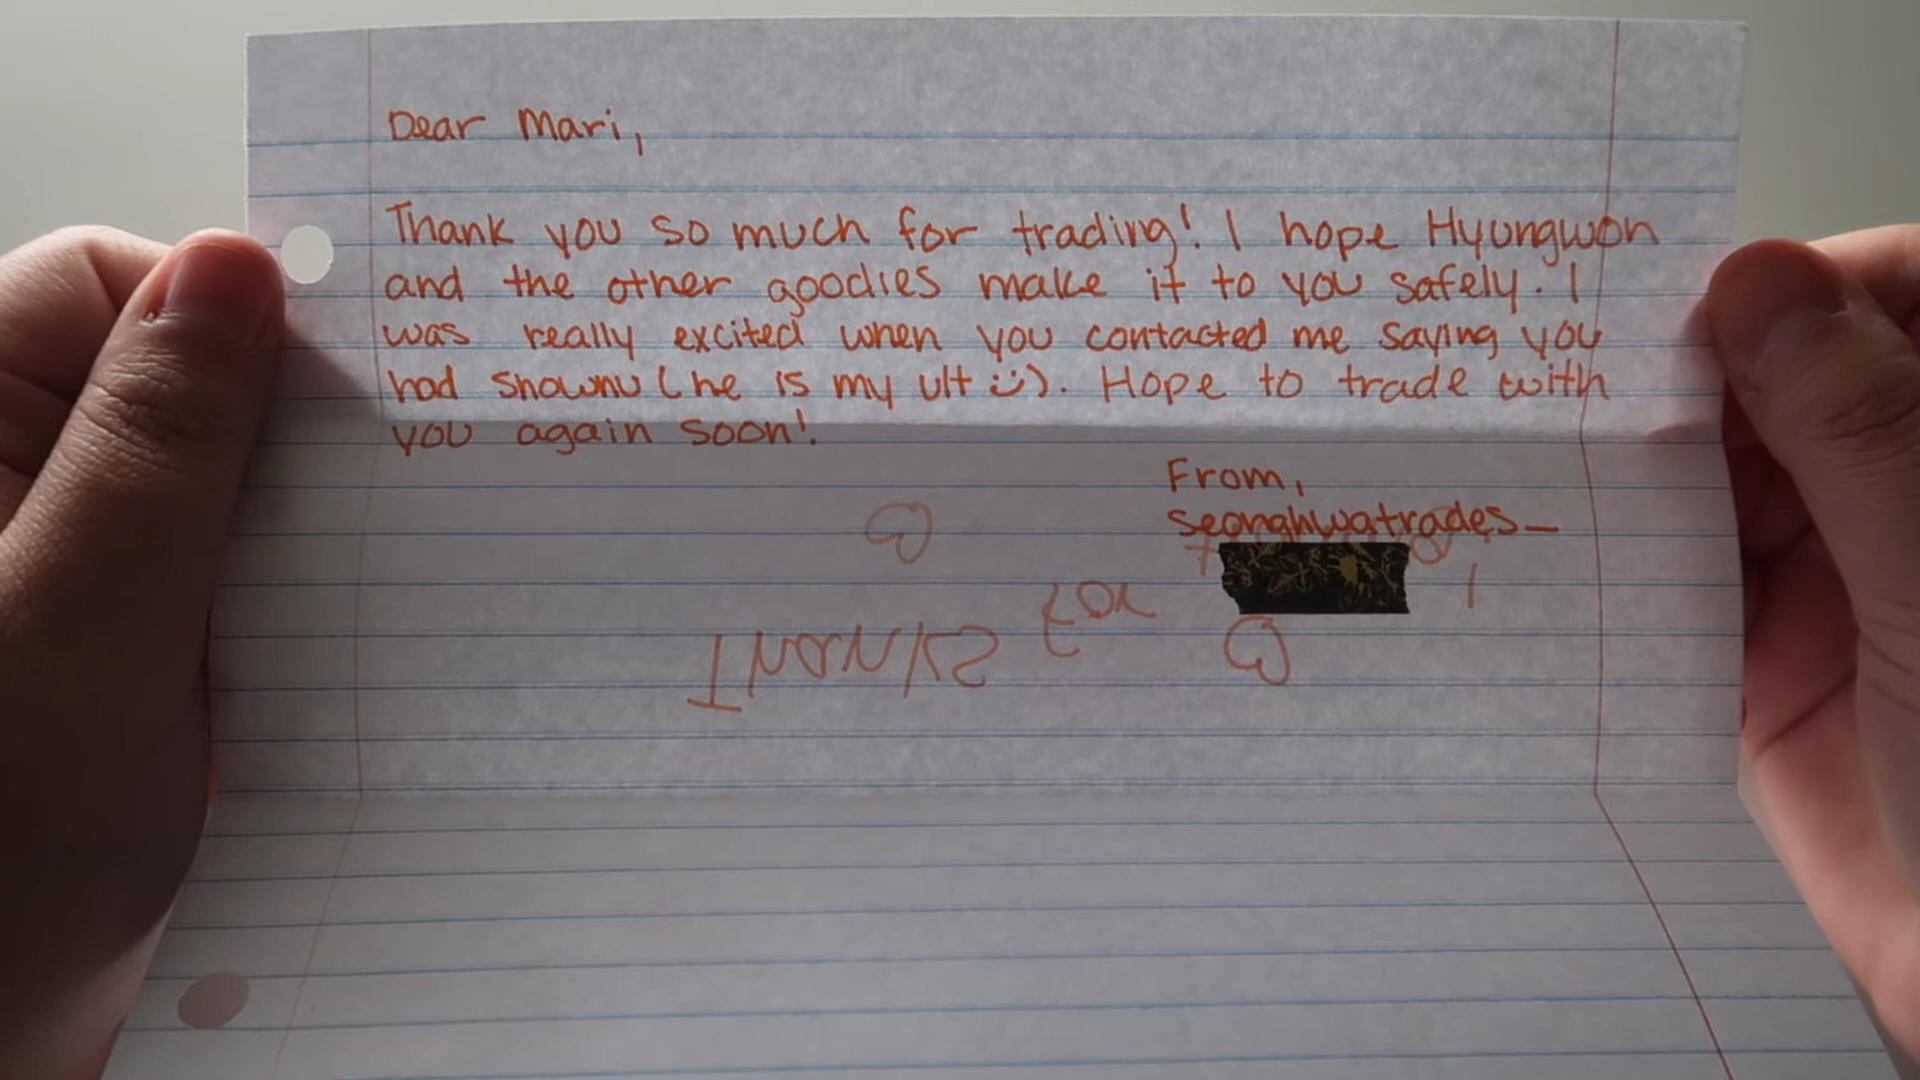 Dear Mari,
Thank you so much for trading! I hope Hyungwon
and the other goodies make it to you safely. I
was really excited when you contacted me saying you
had Shownu (he is my ult :)). Hope to trade with
you again soon!
From,
seonghwatrades_
Thank
you